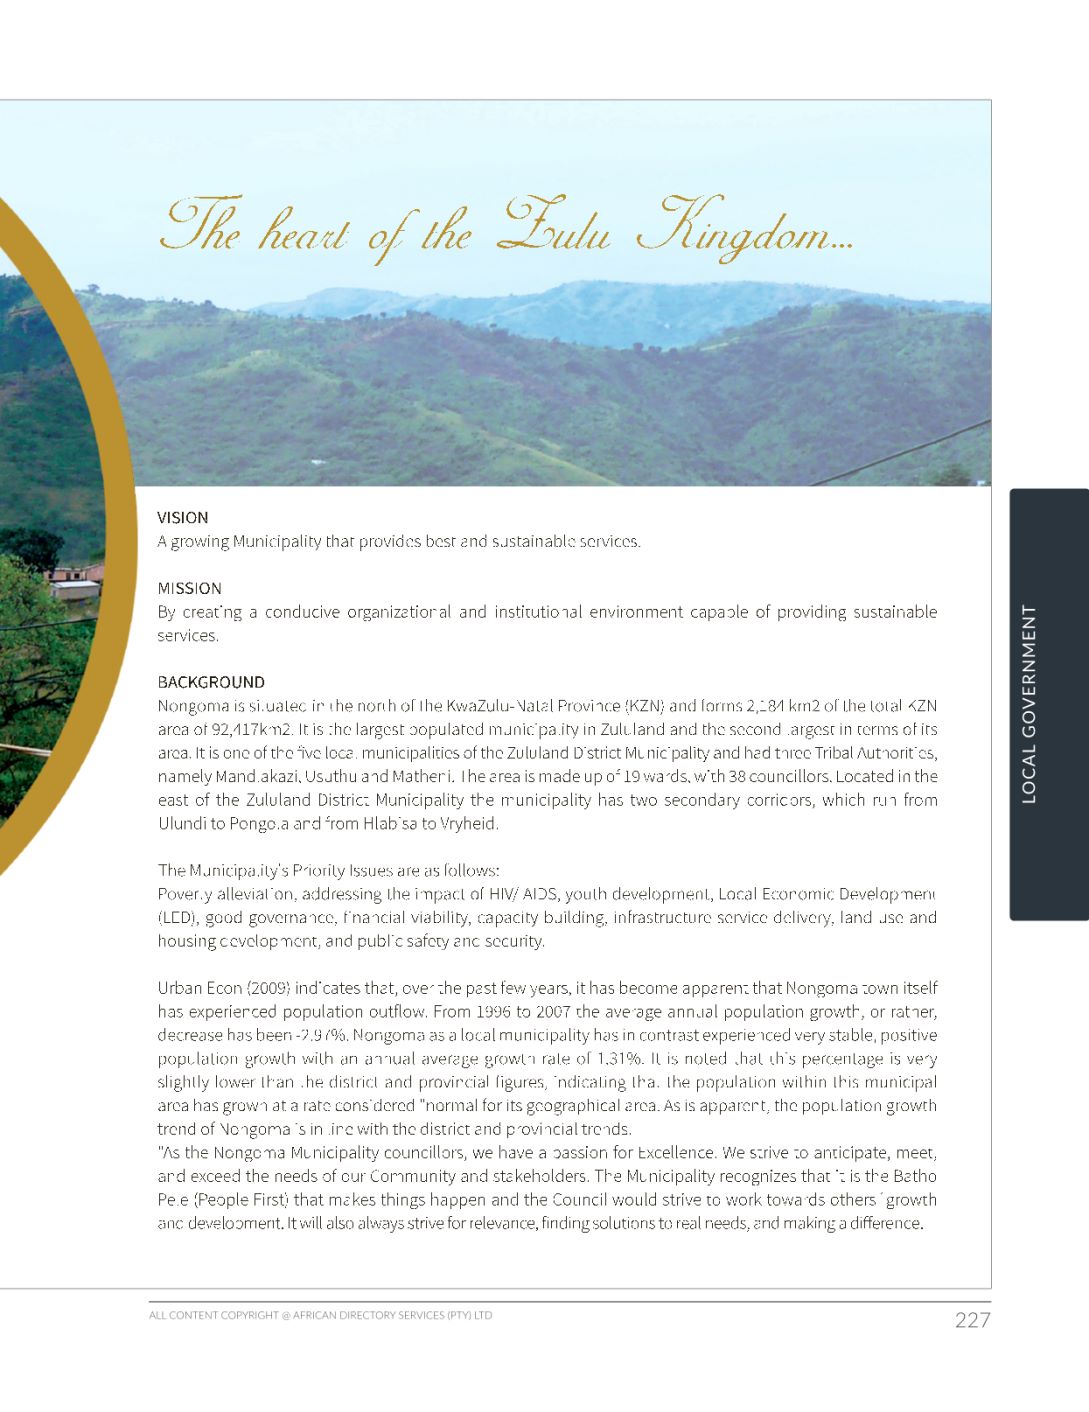 The heart of the Zulu Kingdom...
VISION
A growing Municipality that provides best and sustainable services.
MISSION
By creating a conducive organizational and institutional environment capable of providing sustainable
services.
BACKGROUND
Nongoma is situated in the north of the KwaZulu-Natal Province (KZN) and forms 2,184 km2 of the total KZN
area of 92,417km2. It is the largest populated municipality in Zululand and the second largest in terms of its
area. It is one of the five local municipalities of the Zululand District Municipality and had three Tribal Authorities,
namely Mandlakazi, Usuthu and Matheni. The area is made up of 19 wards, with 38 councillors. Located in the
east of the Zululand District Municipality the municipality has two secondary corridors, which run from
Ulundi to Pongola and from Hlabisa to Vryheid.
The Municipality's Priority Issues are as follows:
Poverty alleviation, addressing the impact of HIV/ AIDS, youth development, Local Economic Development
(LED), good governance, financial viability, capacity building, infrastructure service delivery, land use and
housing development, and public safety and security.
Urban Econ (2009) indicates that, over the past few years, it has become apparent that Nongoma town itself
has experienced population outflow. From 1996 to 2007 the average annual population growth, or rather,
decrease has been -2.97%. Nongoma as a local municipality has in contrast experienced very stable, positive
population growth with an annual average growth rate of 1.31%. It is noted that this percentage is very
slightly lower than the district and provincial figures, indicating that the population within this municipal
area has grown at a rate considered "normal for its geographical area. As is apparent, the population growth
trend of Nongoma is in line with the district and provincial trends.
"As the Nongoma Municipality councillors, we have a passion for Excellence. We strive to anticipate, meet,
and exceed the needs of our Community and stakeholders. The Municipality recognizes that it is the Batho
Pele (People First) that makes things happen and the Council would strive to work towards others' growth
and development. It will also always strive for relevance, finding solutions to real needs, and making a difference.
LOCAL GOVERNMENT
ALL CONTENT COPYRIGHT @ AFRICAN DIRECTORY SERVICES (PTY) LTD
227